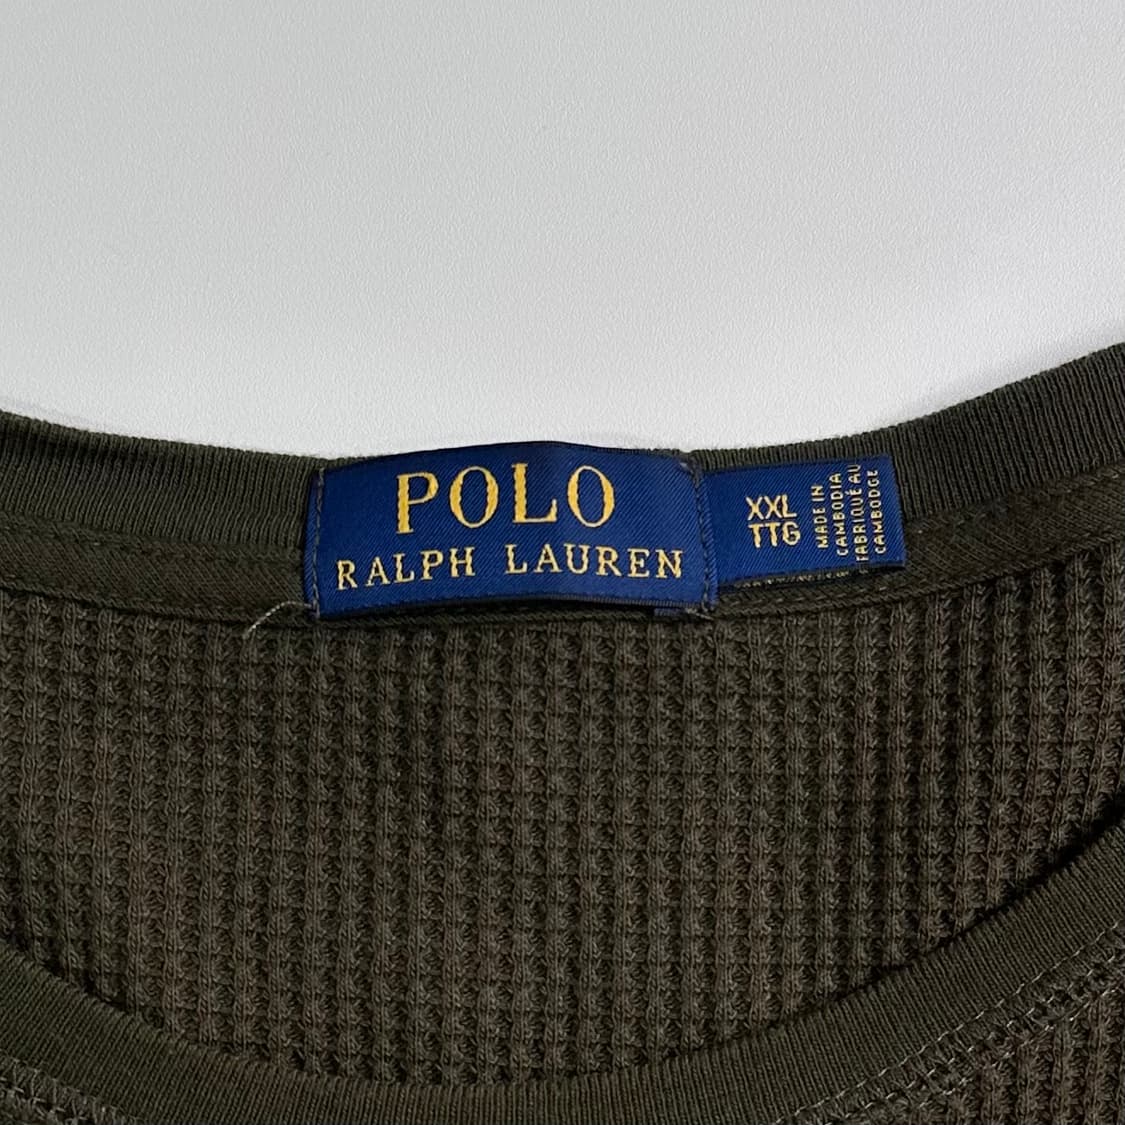 POLO
RALPH LAUREN
XXL
TTG
MADE IN
CAMBODIA
FABRIQUÉ AU
CAMBODGE